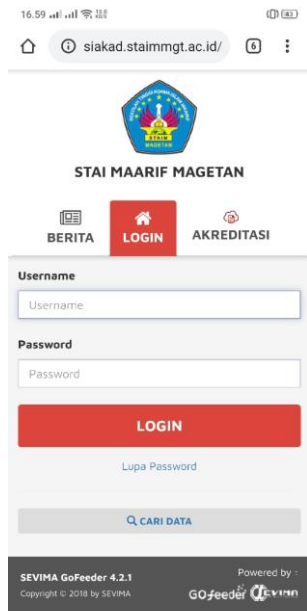 16.59
siakad.staimmgt.ac.id/
6
STAI MAARIF MAGETAN
BERITA
LOGIN
AKREDITASI
Username
Username
Password
Password
LOGIN
Lupa Password
CARI DATA
SEVIMA GoFeeder 4.2.1
Copyright © 2018 by SEVIMA
Powered by :
GOfeeder SEVIMA